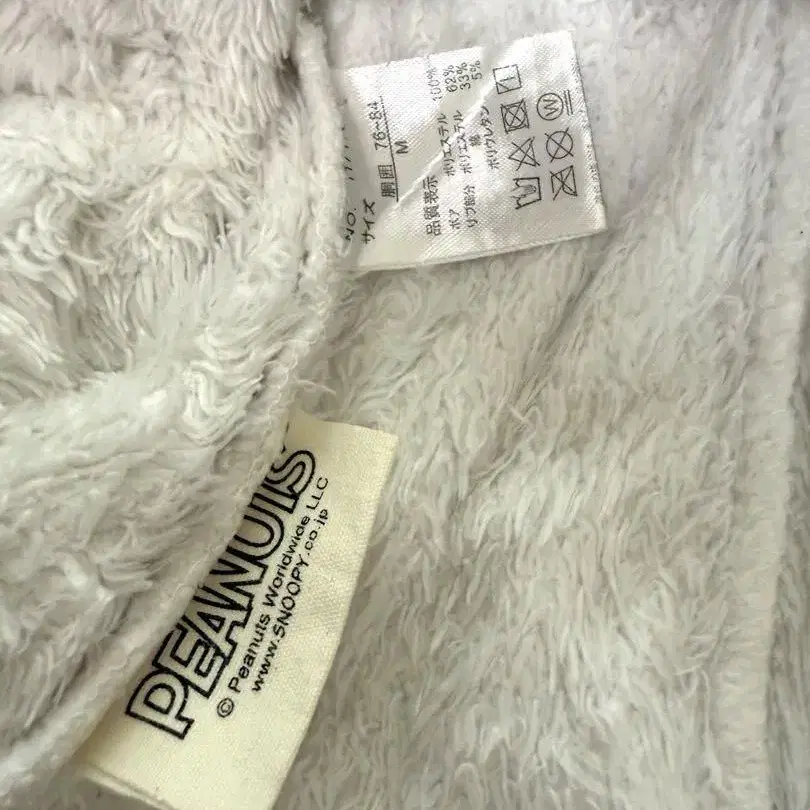 サイズ
胴囲 76~84
M
品質表示
ボア ポリエステル 100%
リブ部分 ポリエステル 62%
綿 33%
ポリウレタン 5%
PEANUTS
© Peanuts Worldwide LLC
www.SNOOPY.co.jp